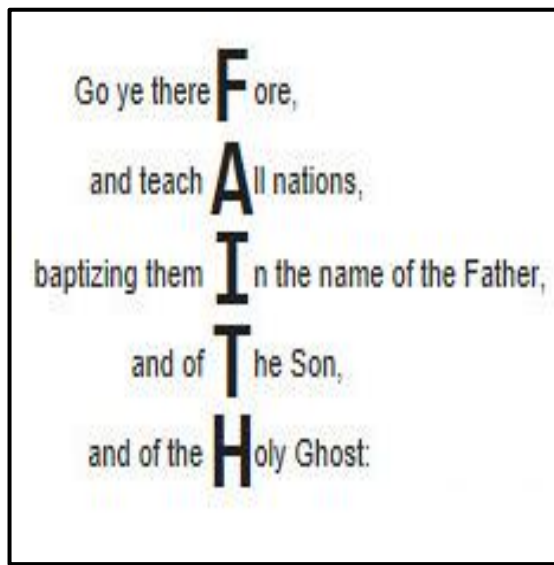 Go ye there Fore,
and teach All nations,
baptizing them In the name of the Father,
and of The Son,
and of the Holy Ghost: